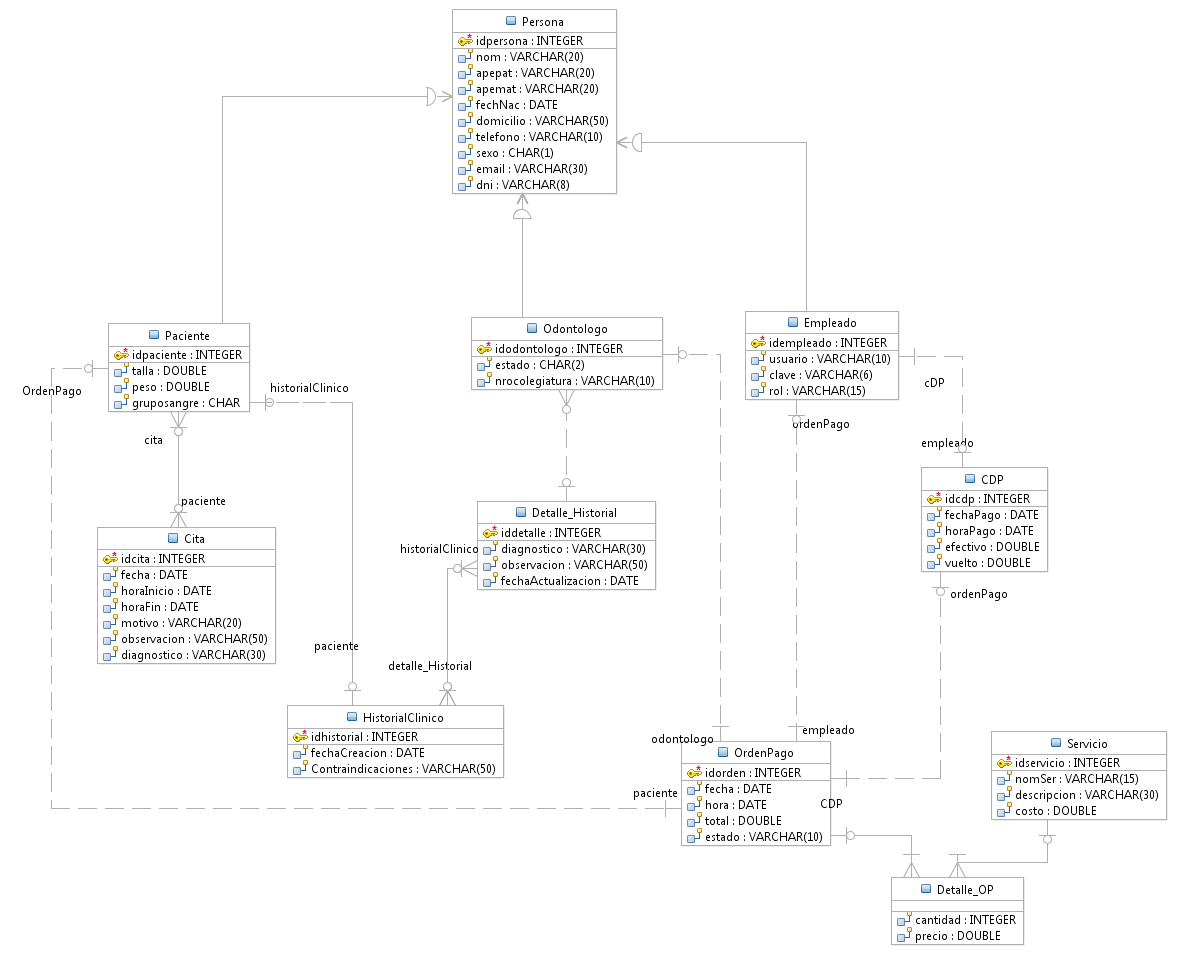 Persona
idpersona : INTEGER
nom : VARCHAR(20)
apepat : VARCHAR(20)
apemat : VARCHAR(20)
fechNac : DATE
domicilio : VARCHAR(50)
telefono : VARCHAR(10)
sexo : CHAR(1)
email : VARCHAR(30)
dni : VARCHAR(8)
Paciente
idpaciente : INTEGER
talla : DOUBLE
peso : DOUBLE
gruposangre : CHAR
Odontologo
idodontologo : INTEGER
estado : CHAR(2)
nrocolegiatura : VARCHAR(10)
Empleado
idempleado : INTEGER
usuario : VARCHAR(10)
clave : VARCHAR(6)
rol : VARCHAR(15)
OrdenPago
historialClinico
cDP
ordenPago
empleado
cita
paciente
CDP
idcdp : INTEGER
fechaPago : DATE
horaPago : DATE
efectivo : DOUBLE
vuelto : DOUBLE
ordenPago
Cita
idcita : INTEGER
fecha : DATE
horaInicio : DATE
horaFin : DATE
motivo : VARCHAR(20)
observacion : VARCHAR(50)
diagnostico : VARCHAR(30)
Detalle_Historial
iddetalle : INTEGER
diagnostico : VARCHAR(30)
observacion : VARCHAR(50)
fechaActualizacion : DATE
historialClinico
paciente
detalle_Historial
HistorialClinico
idhistorial : INTEGER
fechaCreacion : DATE
Contraindicaciones : VARCHAR(50)
odontologo
empleado
paciente
CDP
OrdenPago
idorden : INTEGER
fecha : DATE
hora : DATE
total : DOUBLE
estado : VARCHAR(10)
Servicio
idservicio : INTEGER
nomSer : VARCHAR(15)
descripcion : VARCHAR(30)
costo : DOUBLE
Detalle_OP
cantidad : INTEGER
precio : DOUBLE